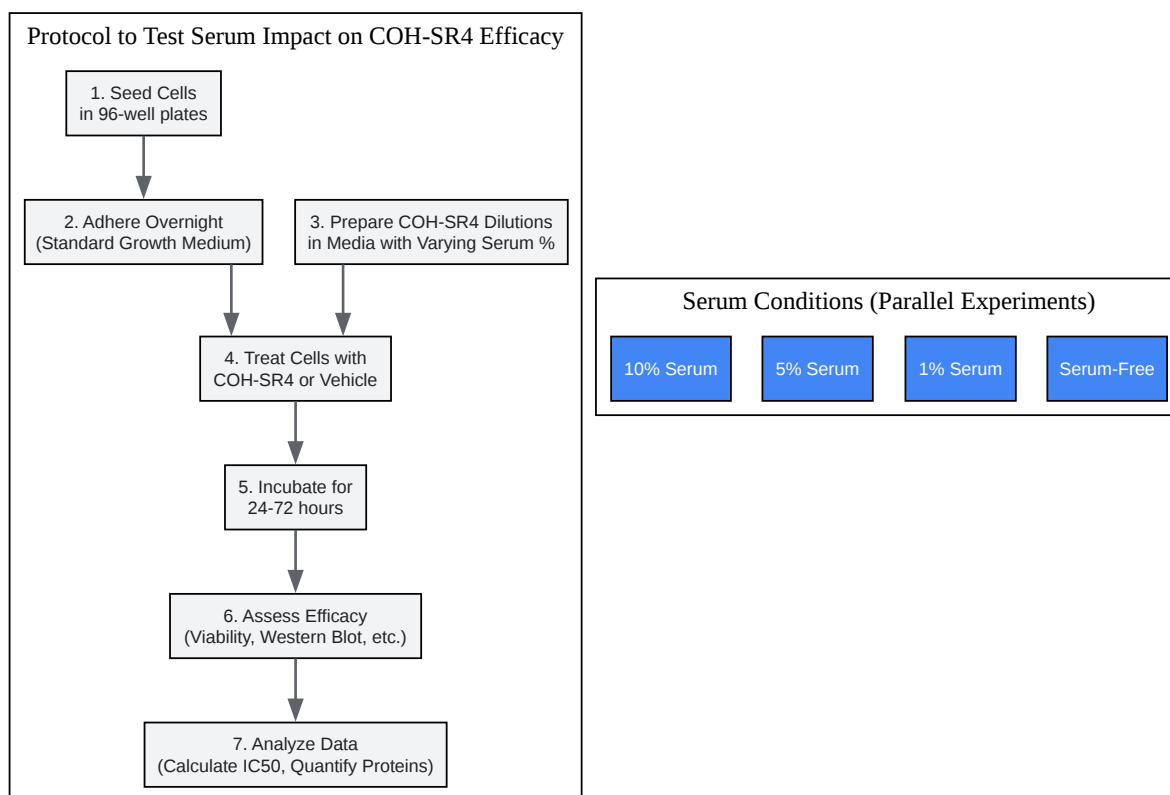 Protocol to Test Serum Impact on COH-SR4 Efficacy
1. Seed Cells
in 96-well plates
2. Adhere Overnight
(Standard Growth Medium)
3. Prepare COH-SR4 Dilutions
in Media with Varying Serum %
4. Treat Cells with
COH-SR4 or Vehicle
5. Incubate for
24-72 hours
6. Assess Efficacy
(Viability, Western Blot, etc.)
7. Analyze Data
(Calculate IC50, Quantify Proteins)
Serum Conditions (Parallel Experiments)
10% Serum
5% Serum
1% Serum
Serum-Free